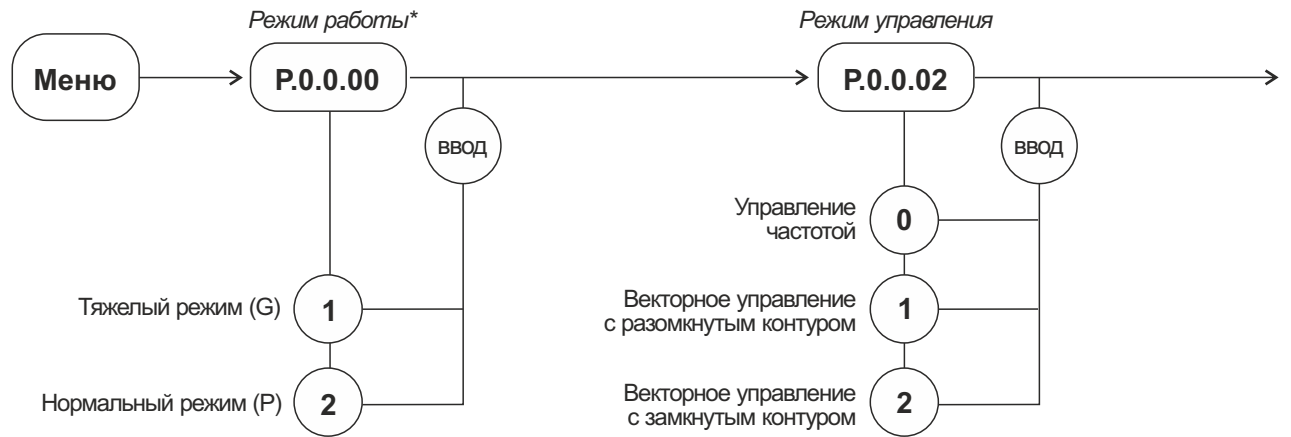 Режим работы*
Режим управления
Меню
P.0.0.00
P.0.0.02
ввод
ввод
Управление
частотой
0
Тяжелый режим (G)
1
Векторное управление
с разомкнутым контуром
1
Нормальный режим (P)
2
Векторное управление
с замкнутым контуром
2